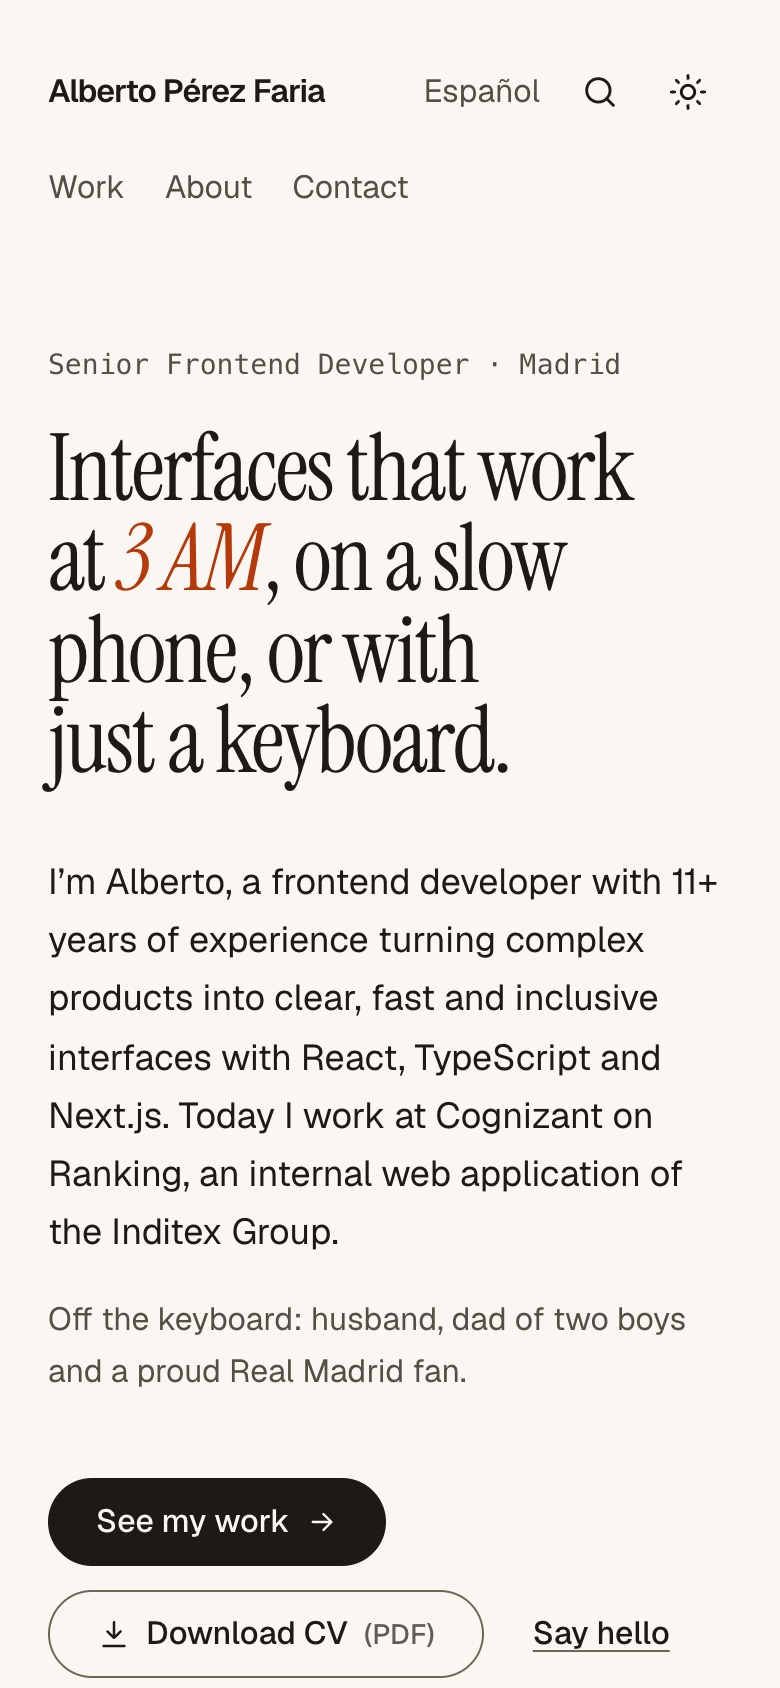 Alberto Pérez Faria Español
Work About Contact
Senior Frontend Developer · Madrid
Interfaces that work
at 3 AM, on a slow
phone, or with
just a keyboard.
I’m Alberto, a frontend developer with 11+
years of experience turning complex
products into clear, fast and inclusive
interfaces with React, TypeScript and
Next.js. Today I work at Cognizant on
Ranking, an internal web application of
the Inditex Group.
Off the keyboard: husband, dad of two boys
and a proud Real Madrid fan.
See my work →
Download CV (PDF) Say hello